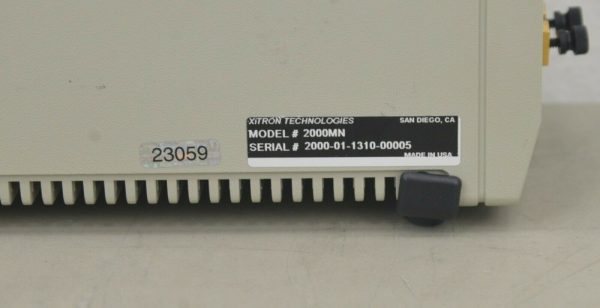 XiTRON TECHNOLOGIES SAN DIEGO, CA
MODEL # 2000MN
SERIAL # 2000-01-1310-00005
MADE IN USA
23059